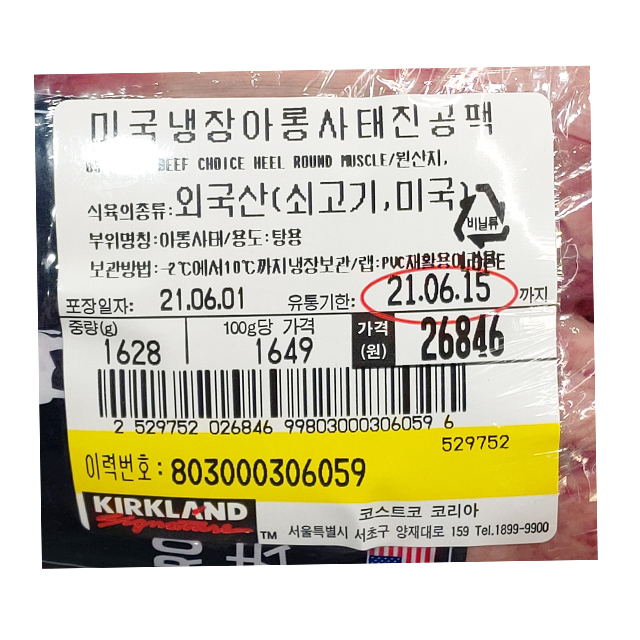 미국냉장아롱사태진공팩
BEEF CHOICE HEEL ROUND MUSCLE/원산지,
식육의종류:외국산(쇠고기,미국)
비닐류
부위명칭:아롱사태/용도:탕용
보관방법:-2℃에서10℃까지냉장보관/랩:PVC재활용
포장일자: 21.06.01 유통기한: 21.06.15 까지
중량(g) 100g당 가격 가격(원)
1628 1649 26846
2 529752 026846 99803000306059 6
529752
이력번호: 803000306059
KIRKLAND
Signature™
코스트코 코리아
서울특별시 서초구 양재대로 159 Tel.1899-9900